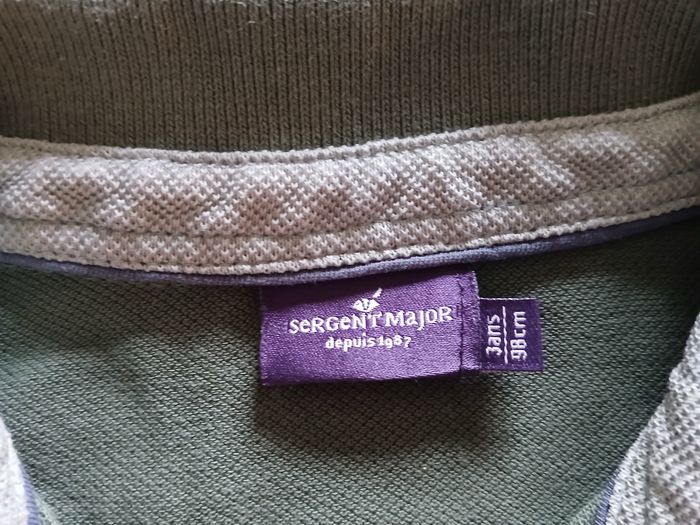 SeRGeNT MaJoR
depuis 1987
3ans
98cm